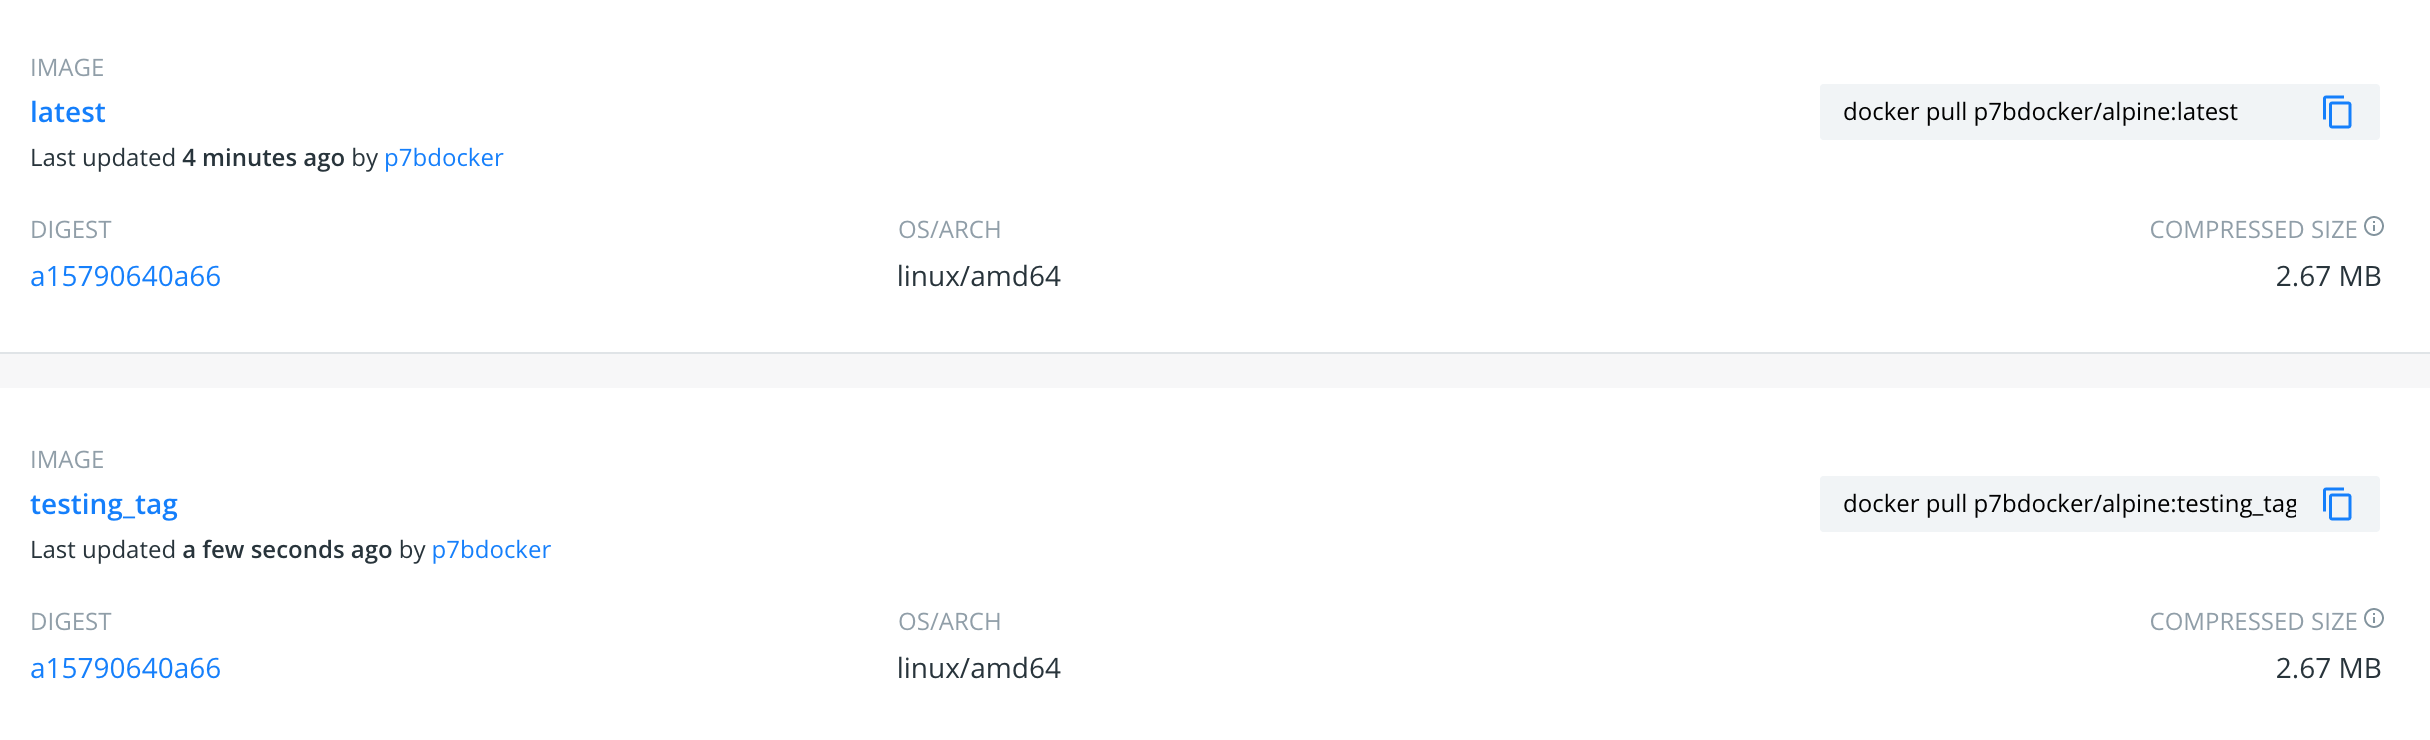 IMAGE
latest
docker pull p7bdocker/alpine:latest
Last updated 4 minutes ago by p7bdocker
DIGEST OS/ARCH COMPRESSED SIZE
a15790640a66 linux/amd64 2.67 MB
IMAGE
testing_tag
docker pull p7bdocker/alpine:testing_tag
Last updated a few seconds ago by p7bdocker
DIGEST OS/ARCH COMPRESSED SIZE
a15790640a66 linux/amd64 2.67 MB